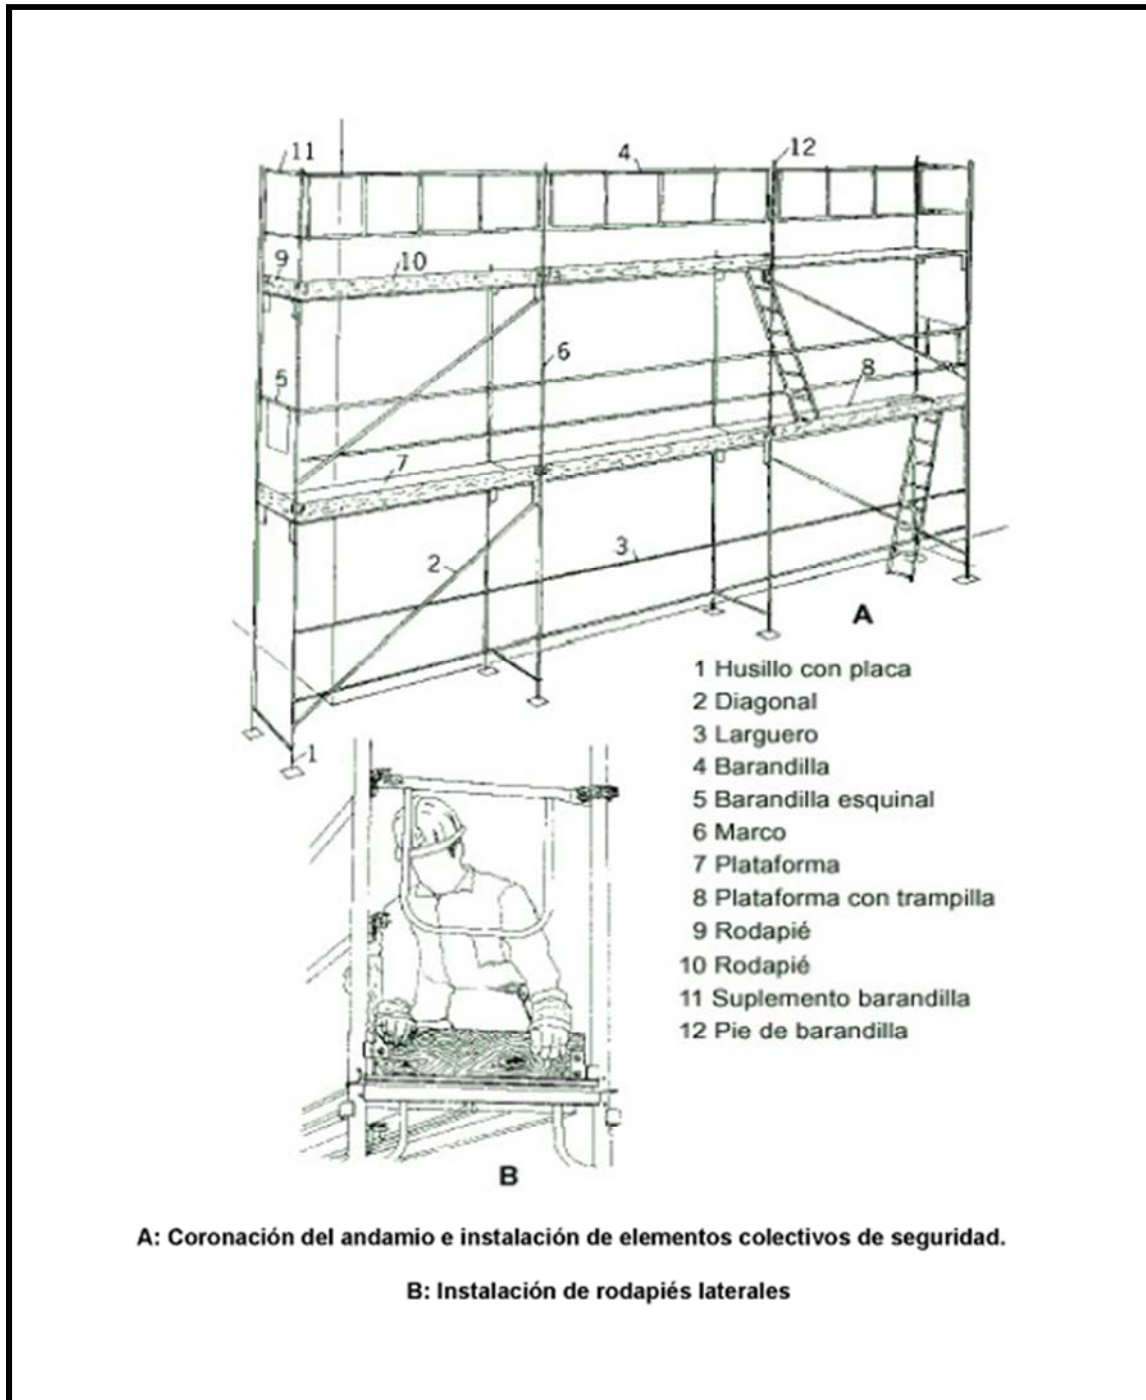 11
4
12
9
10
6
5
8
7
2
3
A
1
1 Husillo con placa
2 Diagonal
3 Larguero
4 Barandilla
5 Barandilla esquinal
6 Marco
7 Plataforma
8 Plataforma con trampilla
9 Rodapié
10 Rodapié
11 Suplemento barandilla
12 Pie de barandilla
B
A: Coronación del andamio e instalación de elementos colectivos de seguridad.
B: Instalación de rodapiés laterales